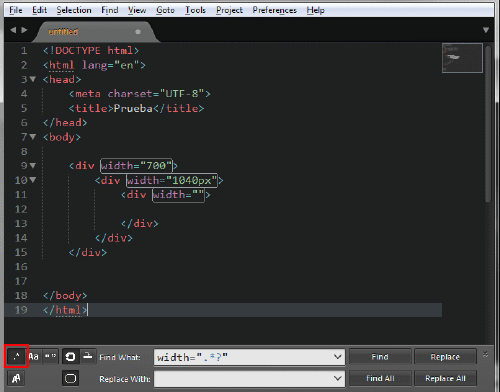 File Edit Selection Find View Goto Tools Project Preferences Help
untitled
1 <!DOCTYPE html>
2 <html lang="en">
3 <head>
4 <meta charset="UTF-8">
5 <title>Prueba</title>
6 </head>
7 <body>
8
9 <div width="700">
10 <div width="1040px">
11 <div width="">
12
13 </div>
14 </div>
15 </div>
16
17
18 </body>
19 </html>
.* Aa “” Find What: width=".*?" Find Replace
Replace With: Find All Replace All